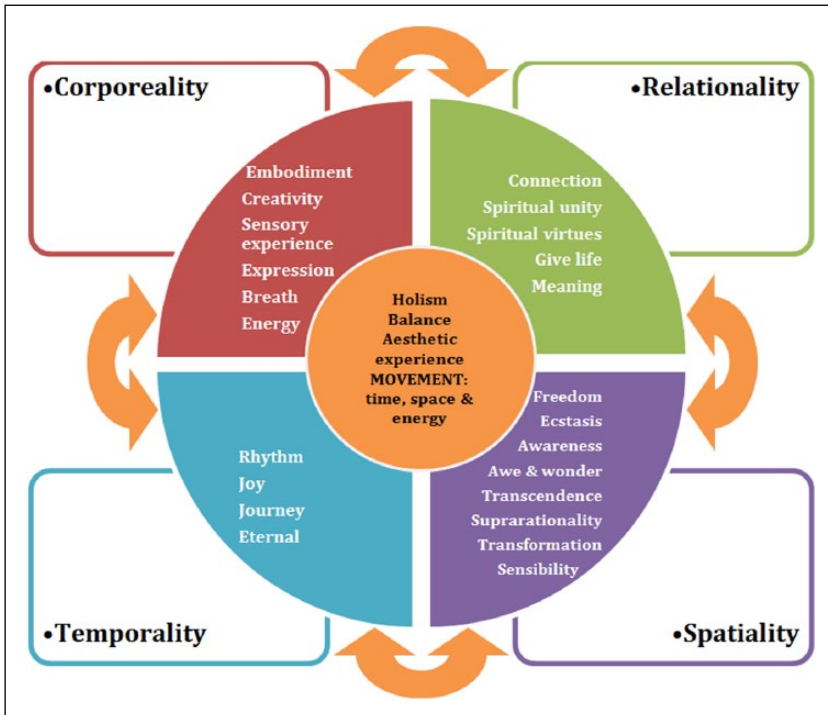 •Corporeality
•Relationality
Embodiment
Creativity
Sensory
experience
Expression
Breath
Energy
Connection
Spiritual unity
Spiritual virtues
Give life
Meaning
Holism
Balance
Aesthetic
experience
MOVEMENT:
time, space &
energy
Rhythm
Joy
Journey
Eternal
Freedom
Ecstasis
Awareness
Awe & wonder
Transcendence
Suprarationality
Transformation
Sensibility
•Temporality
•Spatiality